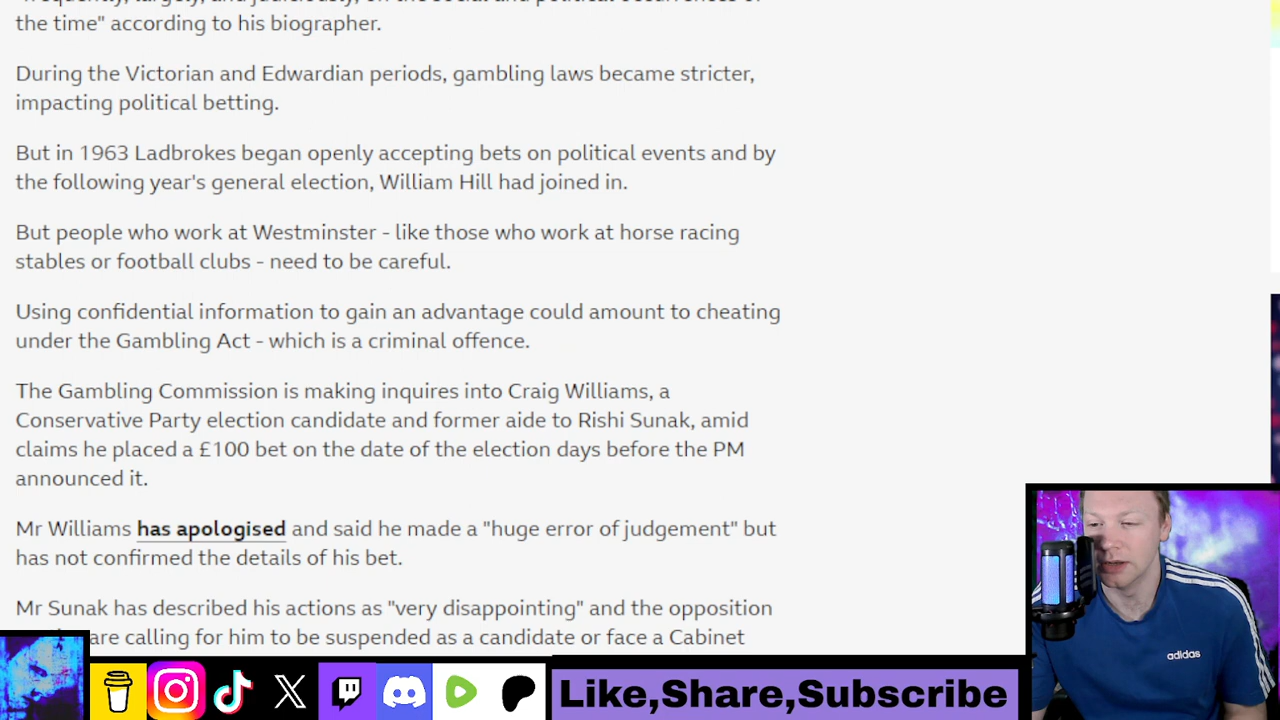 the time" according to his biographer.
During the Victorian and Edwardian periods, gambling laws became stricter,
impacting political betting.
But in 1963 Ladbrokes began openly accepting bets on political events and by
the following year's general election, William Hill had joined in.
But people who work at Westminster - like those who work at horse racing
stables or football clubs - need to be careful.
Using confidential information to gain an advantage could amount to cheating
under the Gambling Act - which is a criminal offence.
The Gambling Commission is making inquires into Craig Williams, a
Conservative Party election candidate and former aide to Rishi Sunak, amid
claims he placed a £100 bet on the date of the election days before the PM
announced it.
Mr Williams has apologised and said he made a "huge error of judgement" but
has not confirmed the details of his bet.
Mr Sunak has described his actions as "very disappointing" and the opposition
are calling for him to be suspended as a candidate or face a Cabinet
adidas
Like,Share,Subscribe